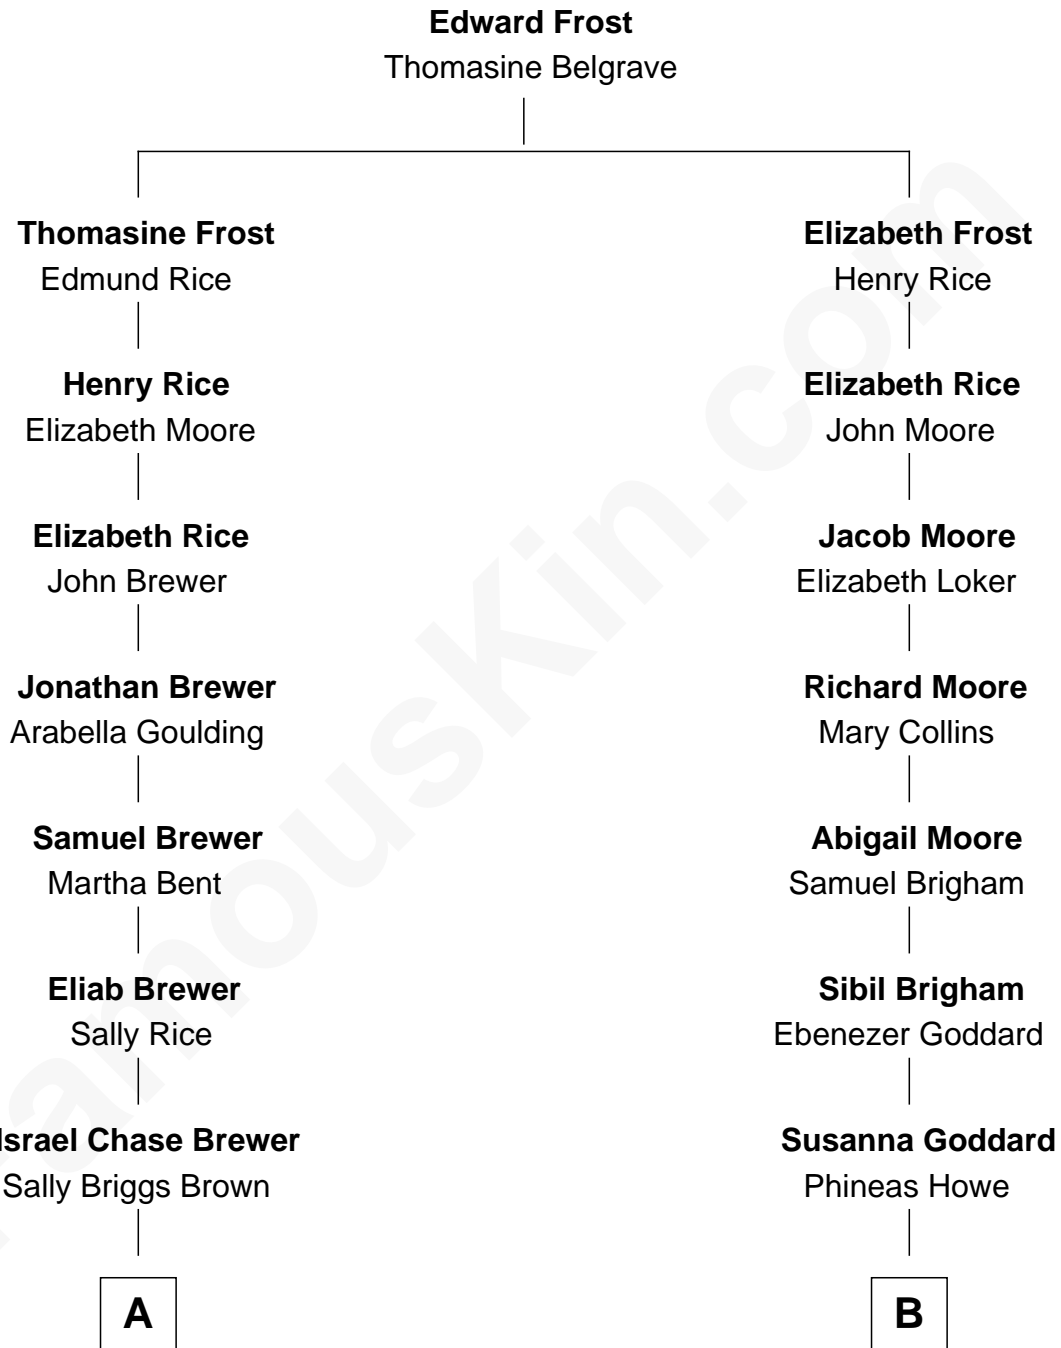 Edward Frost
Thomasine Belgrave
Thomasine Frost
Edmund Rice
Elizabeth Frost
Henry Rice
Henry Rice
Elizabeth Moore
Elizabeth Rice
John Moore
Elizabeth Rice
John Brewer
Jacob Moore
Elizabeth Loker
Jonathan Brewer
Arabella Goulding
Richard Moore
Mary Collins
Samuel Brewer
Martha Bent
Abigail Moore
Samuel Brigham
Eliab Brewer
Sally Rice
Sibil Brigham
Ebenezer Goddard
Israel Chase Brewer
Sally Briggs Brown
Susanna Goddard
Phineas Howe
A
B
FamousKin.com